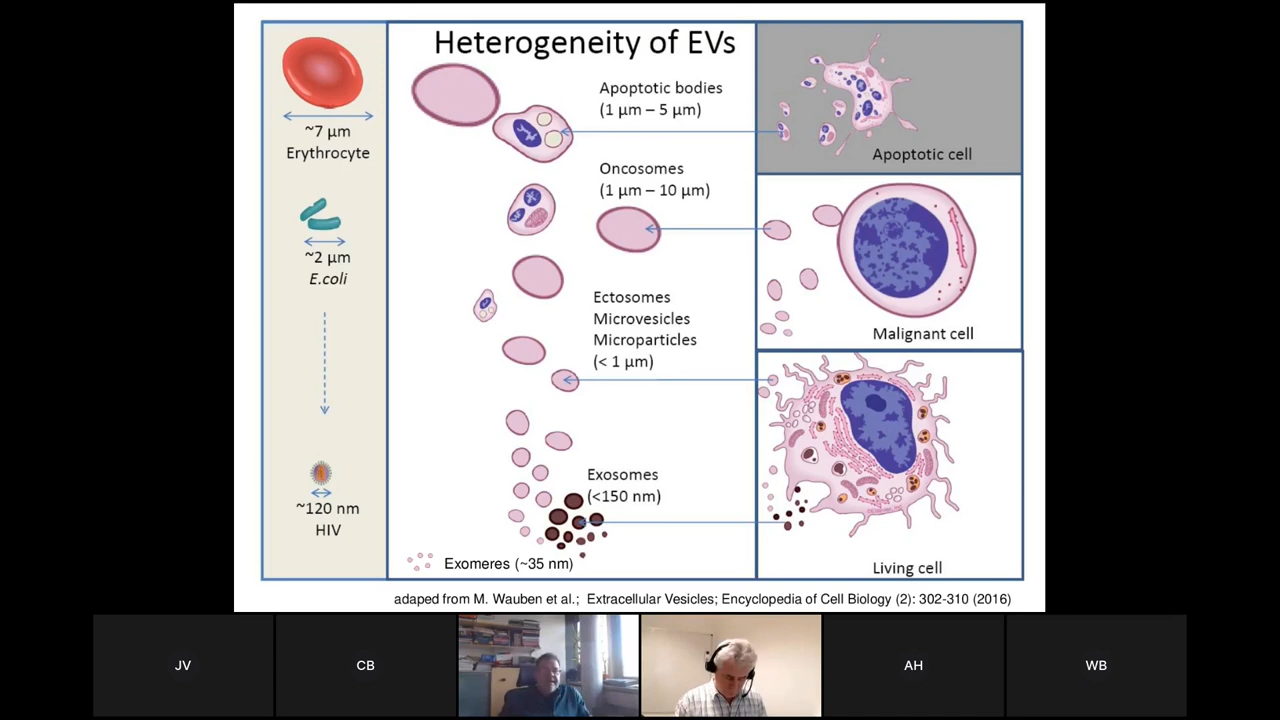 Heterogeneity of EVs
~7 µm
Erythrocyte
~2 µm
E.coli
~120 nm
HIV
Apoptotic bodies
(1 µm – 5 µm)
Oncosomes
(1 µm – 10 µm)
Ectosomes
Microvesicles
Microparticles
(< 1 µm)
Exosomes
(<150 nm)
Exomeres (~35 nm)
Apoptotic cell
Malignant cell
Living cell
adaped from M. Wauben et al.; Extracellular Vesicles; Encyclopedia of Cell Biology (2): 302-310 (2016)
JV
CB
AH
WB